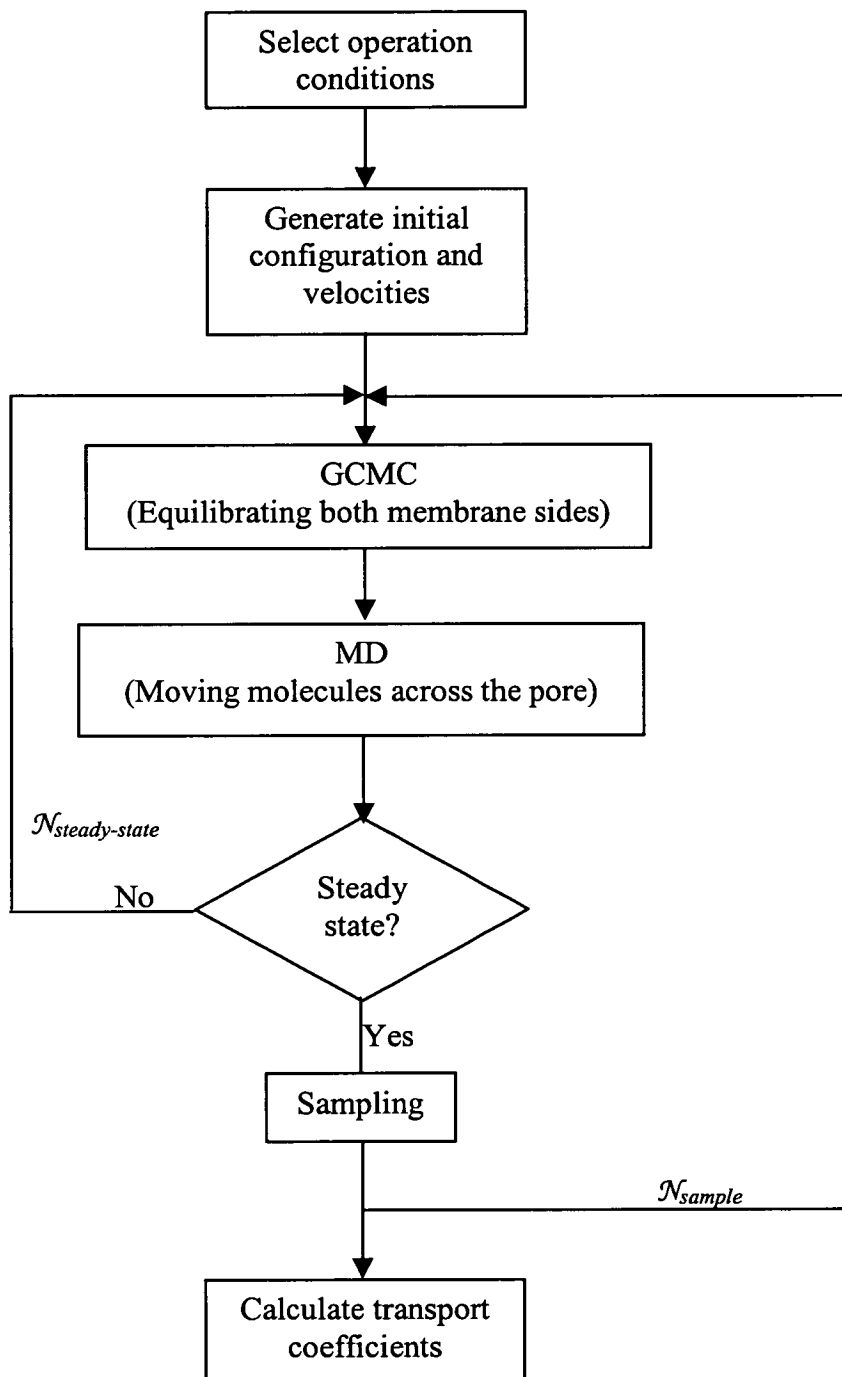 Select operation
conditions
Generate initial
configuration and
velocities
GCMC
(Equilibrating both membrane sides)
MD
(Moving molecules across the pore)
𝒩steady-state
No
Steady
state?
Yes
Sampling
𝒩sample
Calculate transport
coefficients